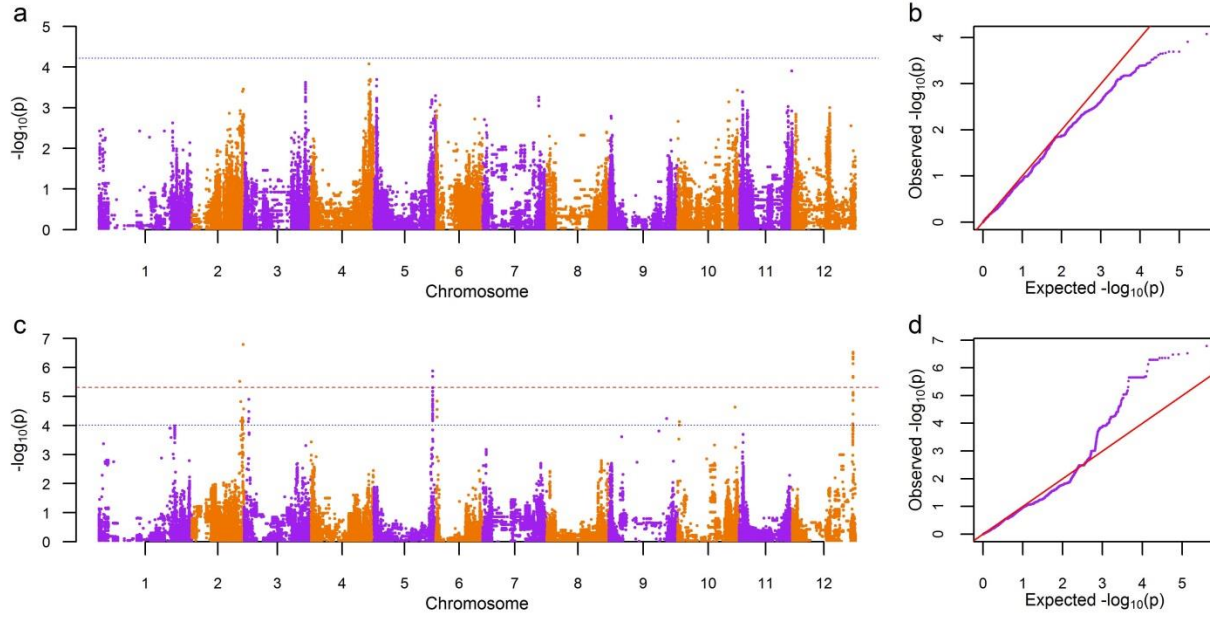 a
-log₁₀(p)
5
4
3
2
1
0
1 2 3 4 5 6 7 8 9 10 11 12
Chromosome
b
Observed -log₁₀(p)
4
3
2
1
0
0 1 2 3 4 5
Expected -log₁₀(p)
c
-log₁₀(p)
7
6
5
4
3
2
1
0
1 2 3 4 5 6 7 8 9 10 11 12
Chromosome
d
Observed -log₁₀(p)
7
6
5
4
3
2
1
0
0 1 2 3 4 5
Expected -log₁₀(p)